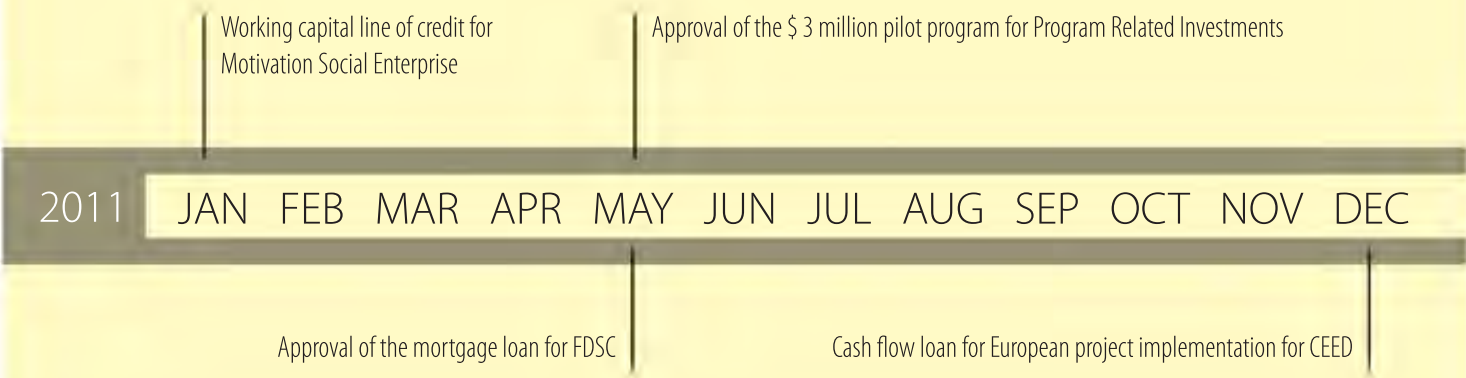 Working capital line of credit for
Motivation Social Enterprise
Approval of the $ 3 million pilot program for Program Related Investments
2011 JAN FEB MAR APR MAY JUN JUL AUG SEP OCT NOV DEC
Approval of the mortgage loan for FDSC
Cash flow loan for European project implementation for CEED